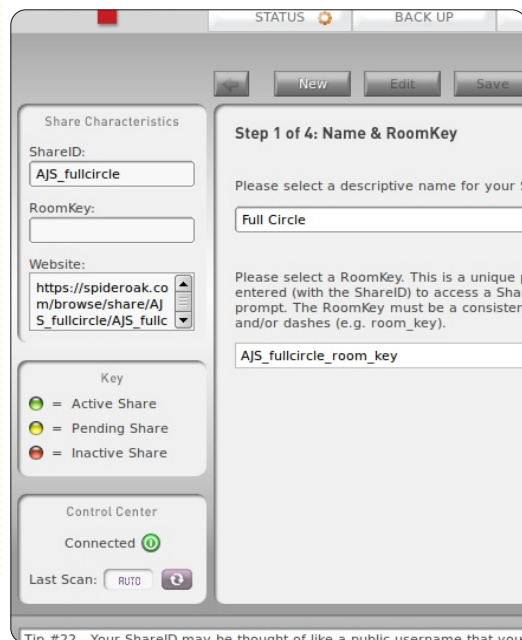 STATUS BACK UP
New Edit Save
Share Characteristics
ShareID:
AJS_fullcircle
RoomKey:
Website:
https://spideroak.co
m/browse/share/AJ
S_fullcircle/AJS_fullc
Key
= Active Share
= Pending Share
= Inactive Share
Control Center
Connected
Last Scan: AUTO
Step 1 of 4: Name & RoomKey
Please select a descriptive name for your
Full Circle
Please select a RoomKey. This is a unique
entered (with the ShareID) to access a Sha
prompt. The RoomKey must be a consister
and/or dashes (e.g. room_key).
AJS_fullcircle_room_key
Tip #22 Your ShareID may be thought of like a public username that you